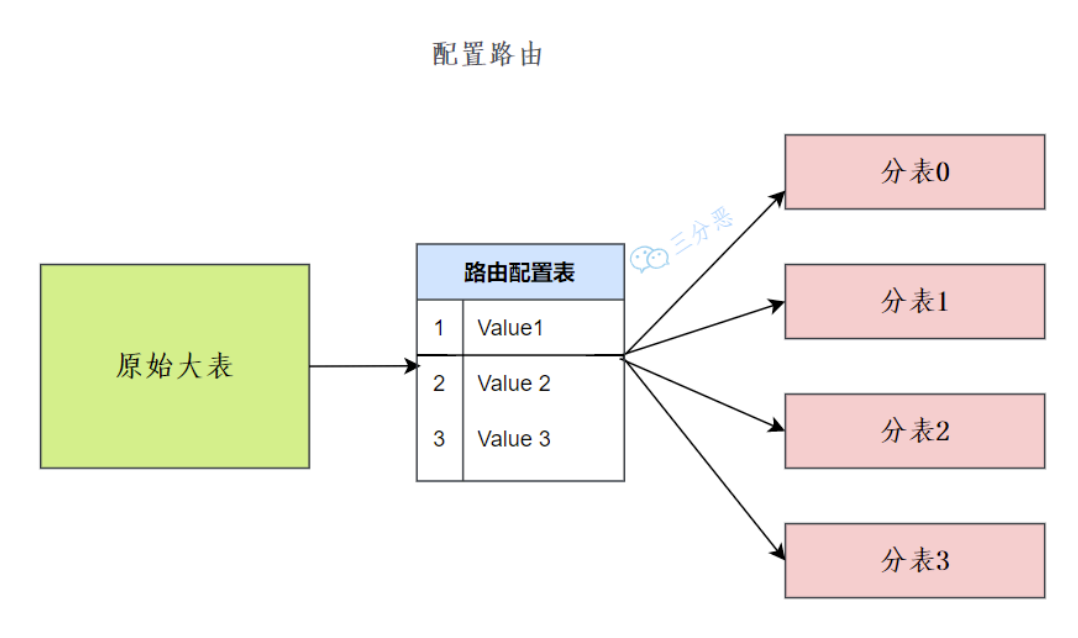 配置路由
原始大表
路由配置表
1 Value1
2 Value 2
3 Value 3
三分恶
分表0
分表1
分表2
分表3